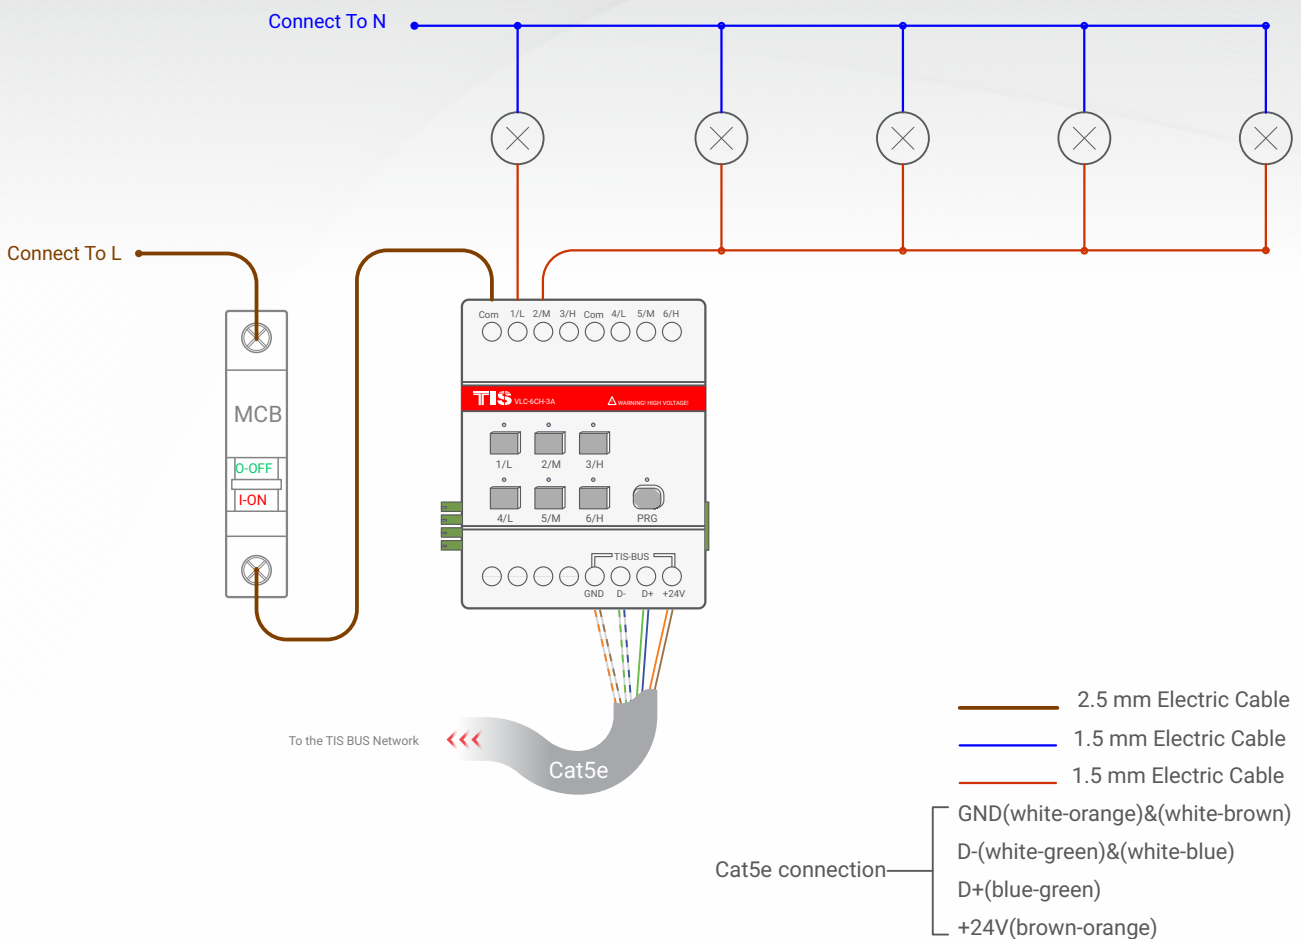 Connect To N
Connect To L
Com 1/L 2/M 3/H Com 4/L 5/M 6/H
TIS VLC-6CH-3A WARNING! HIGH VOLTAGE!
MCB
O-OFF
I-ON
1/L 2/M 3/H
4/L 5/M 6/H PRG
TIS-BUS
GND D- D+ +24V
To the TIS BUS Network
Cat5e
2.5 mm Electric Cable
1.5 mm Electric Cable
1.5 mm Electric Cable
Cat5e connection
GND(white-orange)&(white-brown)
D-(white-green)&(white-blue)
D+(blue-green)
+24V(brown-orange)